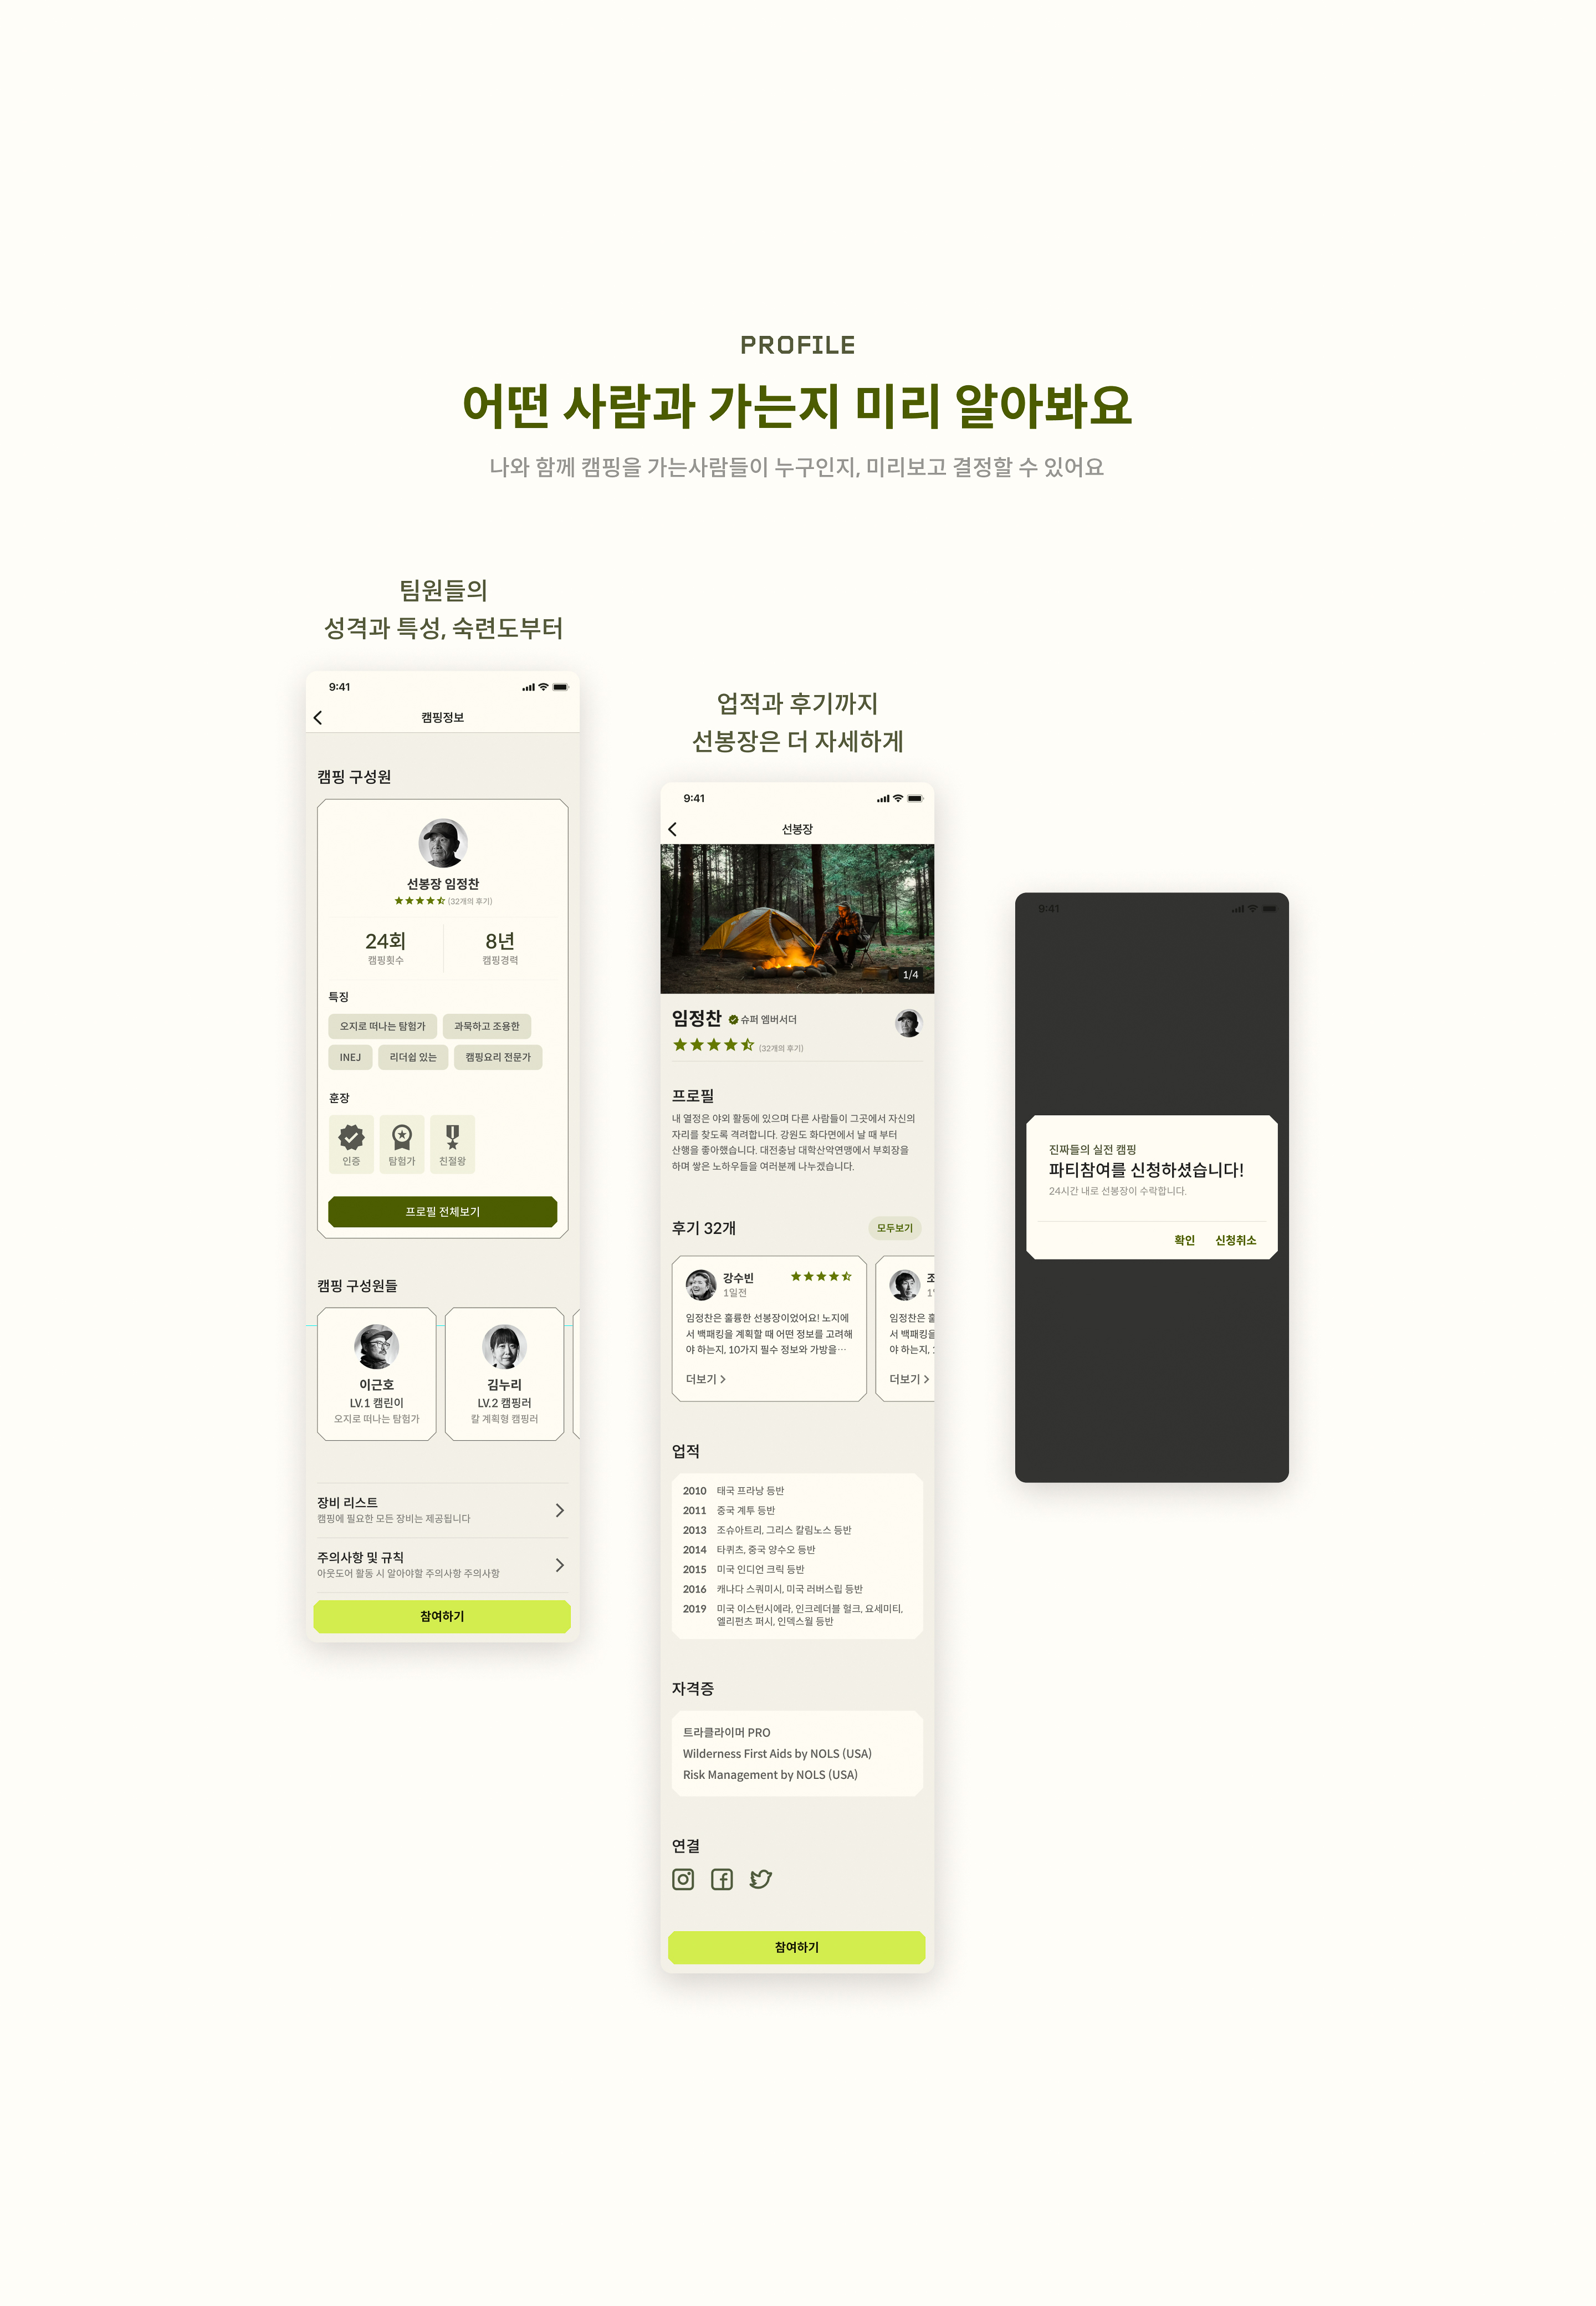 PROFILE
어떤 사람과 가는지 미리 알아봐요
나와 함께 캠핑을 가는사람들이 누구인지, 미리보고 결정할 수 있어요
팀원들의
성격과 특성, 숙련도부터
9:41
캠핑정보
캠핑 구성원
선봉장 임정찬
(32개의 후기)
24회
캠핑횟수
8년
캠핑경력
특징
오지로 떠나는 탐험가
과묵하고 조용한
INEJ
리더쉽 있는
캠핑요리 전문가
훈장
인증
탐험가
친절왕
프로필 전체보기
캠핑 구성원들
이근호
LV.1 캠린이
오지로 떠나는 탐험가
김누리
LV.2 캠핑러
칼 계획형 캠핑러
장비 리스트
캠핑에 필요한 모든 장비는 제공됩니다
주의사항 및 규칙
아웃도어 활동 시 알아야할 주의사항 주의사항
참여하기
업적과 후기까지
선봉장은 더 자세하게
9:41
선봉장
1/4
임정찬 슈퍼 엠버서더
(32개의 후기)
프로필
내 열정은 야외 활동에 있으며 다른 사람들이 그곳에서 자신의
자리를 찾도록 격려합니다. 강원도 화다면에서 날 때 부터
산행을 좋아했습니다. 대전충남 대학산악연맹에서 부회장을
하며 쌓은 노하우들을 여러분께 나누겠습니다.
후기 32개
모두보기
강수빈
1일전
임정찬은 훌륭한 선봉장이었어요! 노지에
서 백패킹을 계획할 때 어떤 정보를 고려해
야 하는지, 10가지 필수 정보와 가방을…
더보기
임정찬은
서 백패킹을
야 하는지,
더보기
업적
2010 태국 프라낭 등반
2011 중국 계투 등반
2013 조슈아트리, 그리스 칼림노스 등반
2014 타퀴츠, 중국 양수오 등반
2015 미국 인디언 크릭 등반
2016 캐나다 스쿼미시, 미국 러버스립 등반
2019 미국 이스턴시에라, 인크레더블 헐크, 요세미티,
엘리펀츠 퍼시, 인덱스월 등반
자격증
트라클라이머 PRO
Wilderness First Aids by NOLS (USA)
Risk Management by NOLS (USA)
연결
참여하기
9:41
진짜들의 실전 캠핑
파티참여를 신청하셨습니다!
24시간 내로 선봉장이 수락합니다.
확인
신청취소